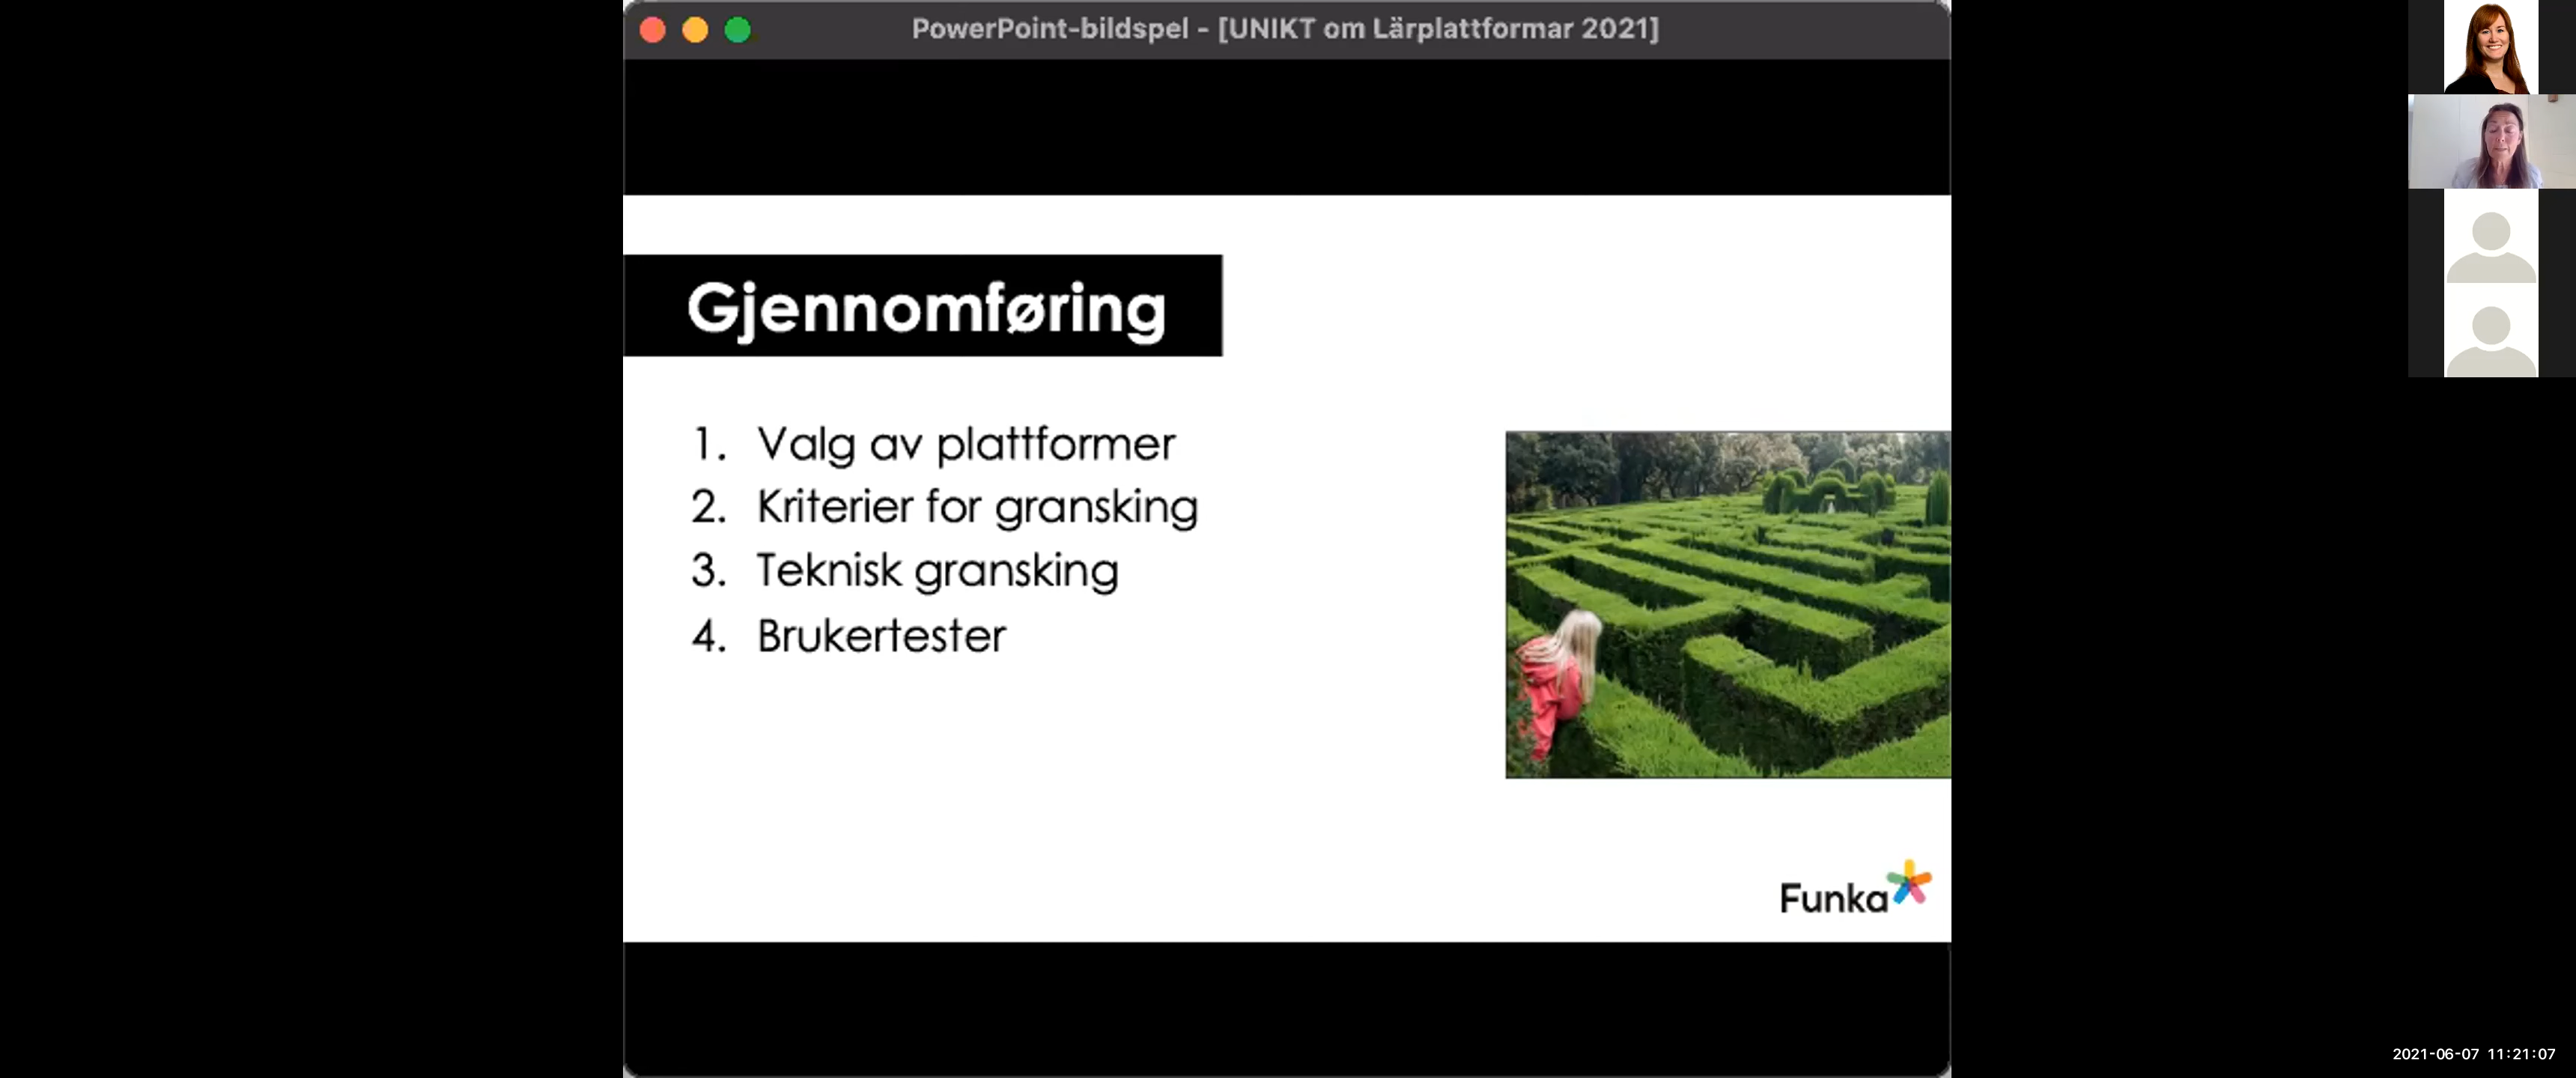 PowerPoint-bildspel - [UNIKT om Lärplattformar 2021]
Gjennomføring
1. Valg av plattformer
2. Kriterier for gransking
3. Teknisk gransking
4. Brukertester
Funka
2021-06-07 11:21:07